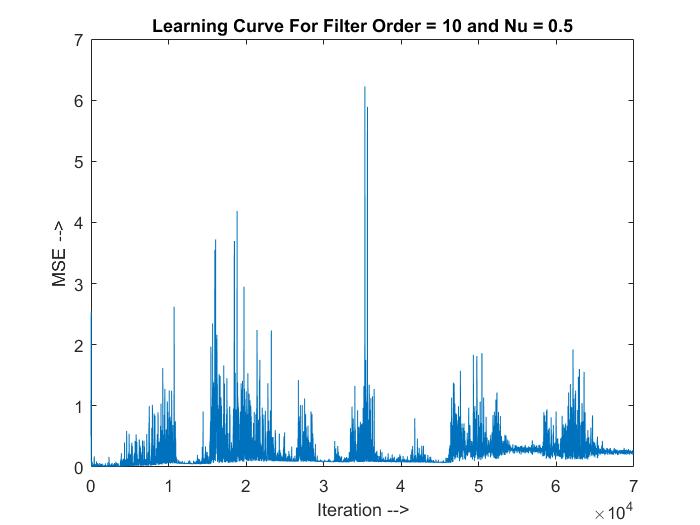 Learning Curve For Filter Order = 10 and Nu = 0.5
7
6
5
4
3
2
1
0
MSE -->
0 1 2 3 4 5 6 7
Iteration -->
×10^4